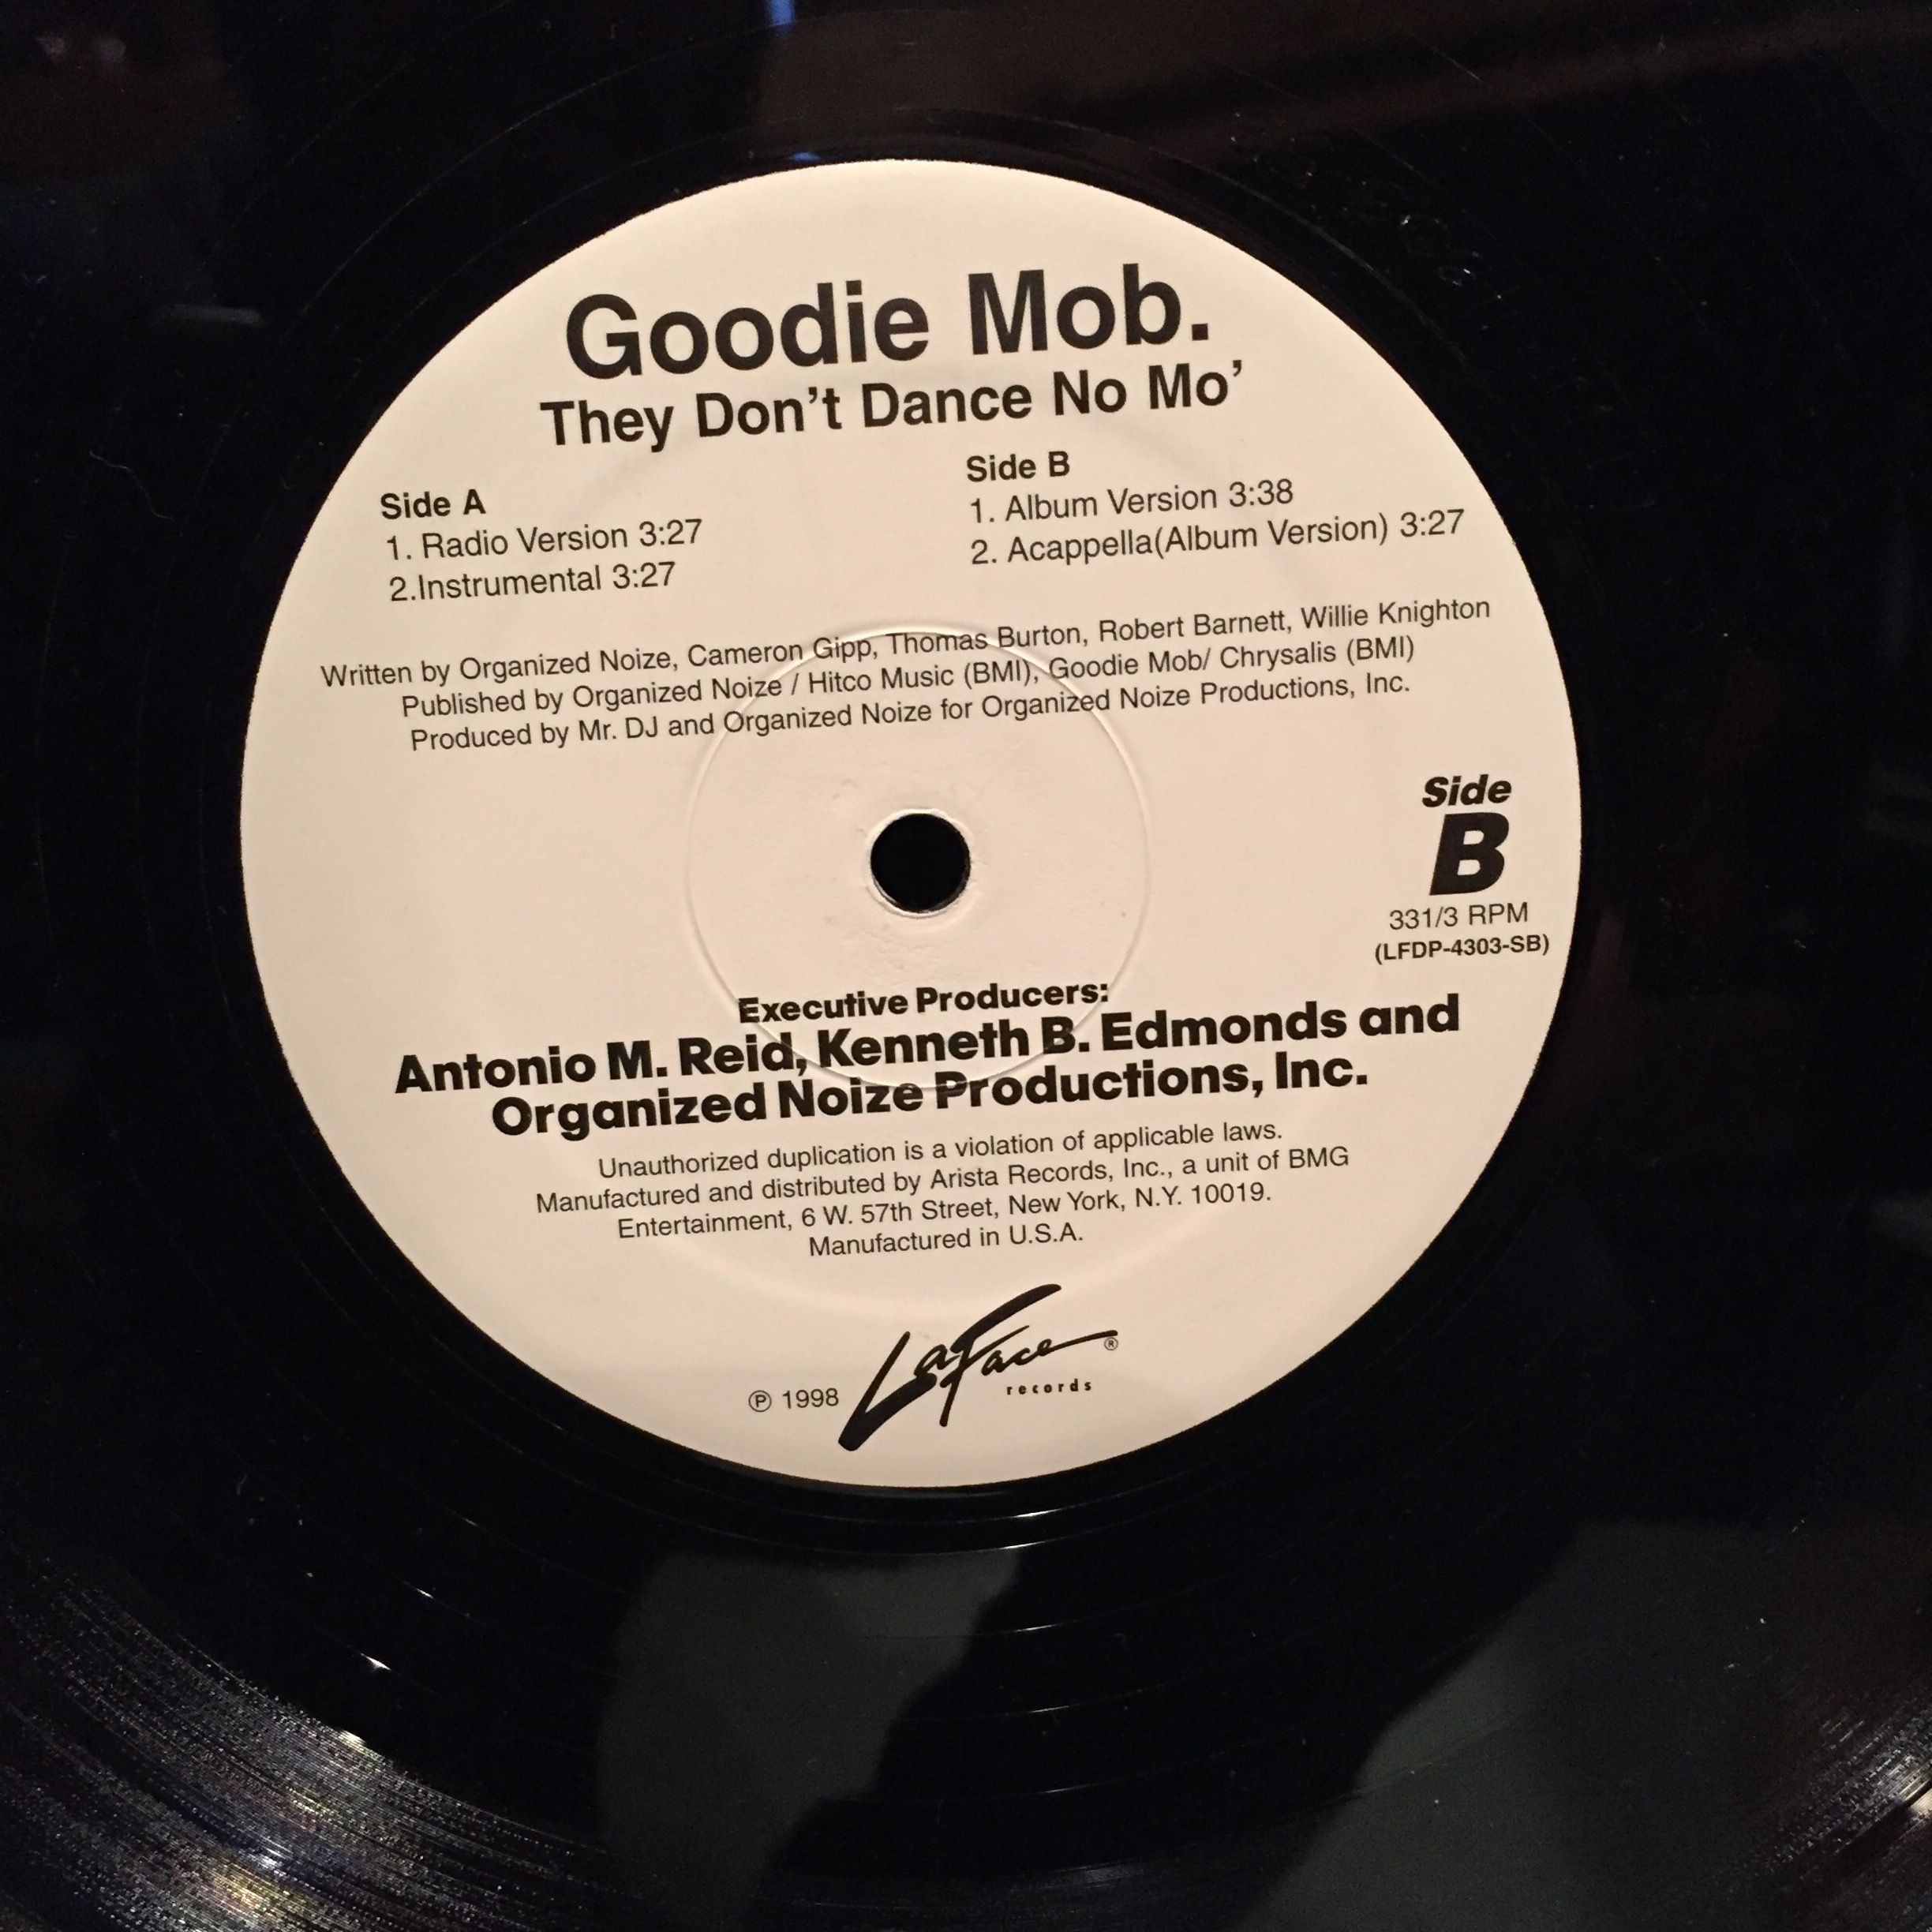 Goodie Mob.
They Don't Dance No Mo'
Side A
1. Radio Version 3:27
2.Instrumental 3:27
Side B
1. Album Version 3:38
2. Acappella(Album Version) 3:27
Written by Organized Noize, Cameron Gipp, Thomas Burton, Robert Barnett, Willie Knighton
Published by Organized Noize / Hitco Music (BMI), Goodie Mob/ Chrysalis (BMI)
Produced by Mr. DJ and Organized Noize for Organized Noize Productions, Inc.
Side
B
331/3 RPM
(LFDP-4303-SB)
Executive Producers:
Antonio M. Reid, Kenneth B. Edmonds and
Organized Noize Productions, Inc.
Unauthorized duplication is a violation of applicable laws.
Manufactured and distributed by Arista Records, Inc., a unit of BMG
Entertainment, 6 W. 57th Street, New York, N.Y. 10019.
Manufactured in U.S.A.
℗ 1998
LaFace ®
records